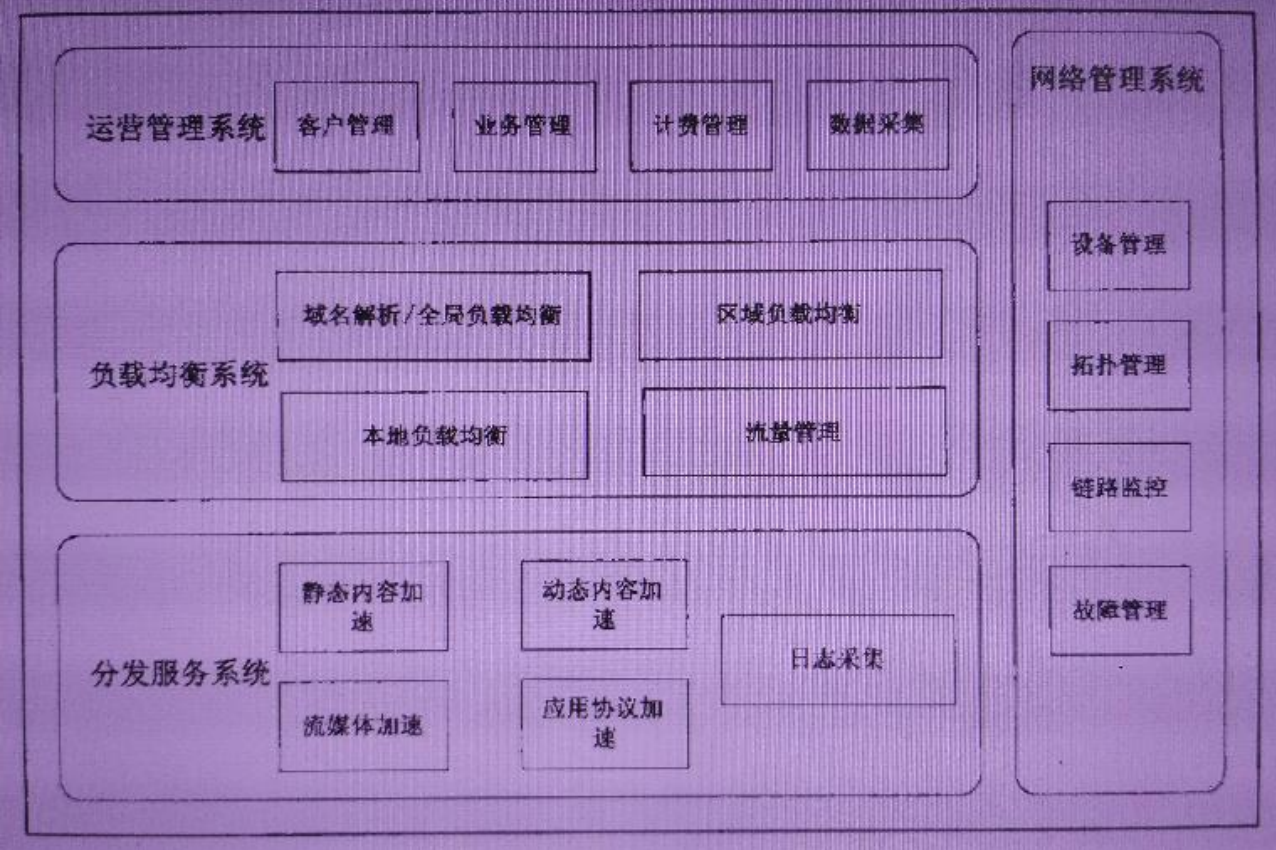 运营管理系统
客户管理
业务管理
计费管理
数据采集
网络管理系统
设备管理
拓扑管理
链路监控
故障管理
负载均衡系统
域名解析/全局负载均衡
区域负载均衡
本地负载均衡
流量管理
分发服务系统
静态内容加
速
动态内容加
速
流媒体加速
应用协议加
速
日志采集